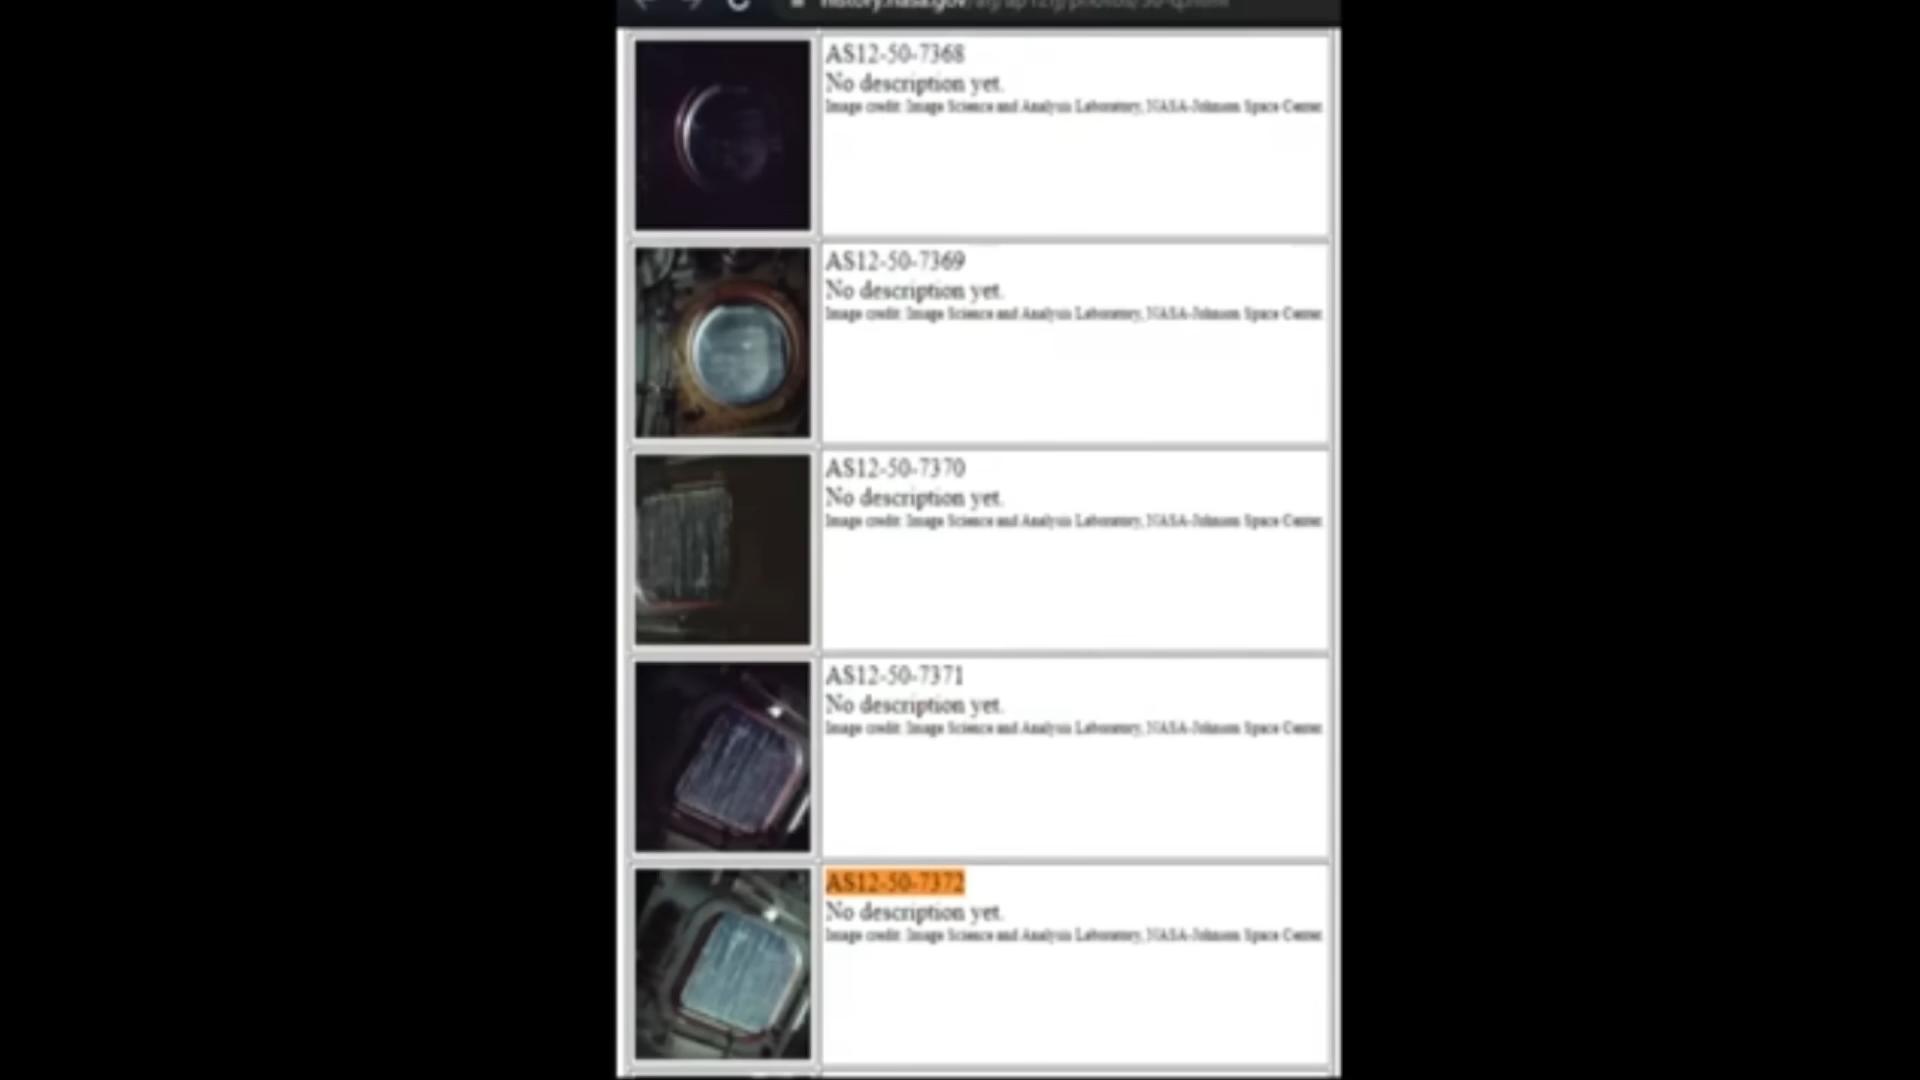 AS12-50-7368
No description yet.
Image credit: Image Science and Analysis Laboratory, NASA-Johnson Space Center.
AS12-50-7369
No description yet.
Image credit: Image Science and Analysis Laboratory, NASA-Johnson Space Center.
AS12-50-7370
No description yet.
Image credit: Image Science and Analysis Laboratory, NASA-Johnson Space Center.
AS12-50-7371
No description yet.
Image credit: Image Science and Analysis Laboratory, NASA-Johnson Space Center.
AS12-50-7372
No description yet.
Image credit: Image Science and Analysis Laboratory, NASA-Johnson Space Center.